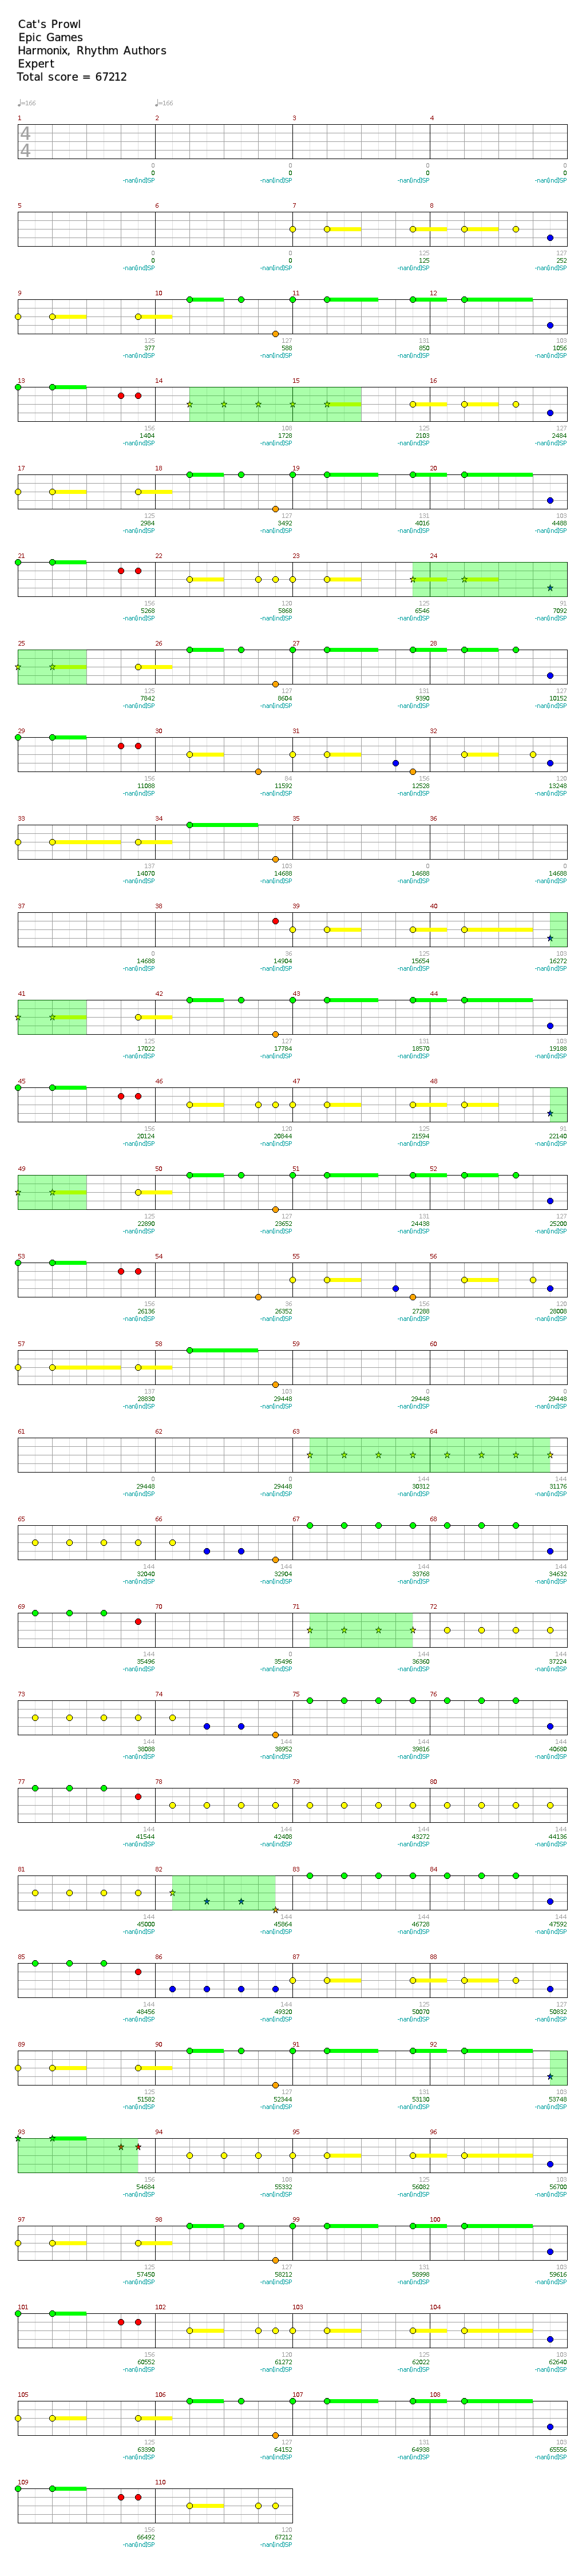 Cat's Prowl
Epic Games
Harmonix, Rhythm Authors
Expert
Total score = 67212
♩=166 ♩=166
1 2 3 4
4
4
0 0 0 0
0 0 0 0
-nan(ind)SP -nan(ind)SP -nan(ind)SP -nan(ind)SP
5 6 7 8
0 0 125 127
0 0 125 252
-nan(ind)SP -nan(ind)SP -nan(ind)SP -nan(ind)SP
9 10 11 12
125 127 131 103
377 588 850 1056
-nan(ind)SP -nan(ind)SP -nan(ind)SP -nan(ind)SP
13 14 15 16
156 108 125 127
1404 1728 2103 2484
-nan(ind)SP -nan(ind)SP -nan(ind)SP -nan(ind)SP
17 18 19 20
125 127 131 103
2984 3492 4016 4488
-nan(ind)SP -nan(ind)SP -nan(ind)SP -nan(ind)SP
21 22 23 24
156 120 125 91
5268 5868 6546 7092
-nan(ind)SP -nan(ind)SP -nan(ind)SP -nan(ind)SP
25 26 27 28
125 127 131 127
7842 8604 9390 10152
-nan(ind)SP -nan(ind)SP -nan(ind)SP -nan(ind)SP
29 30 31 32
156 84 156 120
11088 11592 12528 13248
-nan(ind)SP -nan(ind)SP -nan(ind)SP -nan(ind)SP
33 34 35 36
137 103 0 0
14070 14688 14688 14688
-nan(ind)SP -nan(ind)SP -nan(ind)SP -nan(ind)SP
37 38 39 40
0 36 125 103
14688 14904 15654 16272
-nan(ind)SP -nan(ind)SP -nan(ind)SP -nan(ind)SP
41 42 43 44
125 127 131 103
17022 17784 18570 19188
-nan(ind)SP -nan(ind)SP -nan(ind)SP -nan(ind)SP
45 46 47 48
156 120 125 91
20124 20844 21594 22140
-nan(ind)SP -nan(ind)SP -nan(ind)SP -nan(ind)SP
49 50 51 52
125 127 131 127
22890 23652 24438 25200
-nan(ind)SP -nan(ind)SP -nan(ind)SP -nan(ind)SP
53 54 55 56
156 36 156 120
26136 26352 27288 28008
-nan(ind)SP -nan(ind)SP -nan(ind)SP -nan(ind)SP
57 58 59 60
137 103 0 0
28830 29448 29448 29448
-nan(ind)SP -nan(ind)SP -nan(ind)SP -nan(ind)SP
61 62 63 64
0 0 144 144
29448 29448 30312 31176
-nan(ind)SP -nan(ind)SP -nan(ind)SP -nan(ind)SP
65 66 67 68
144 144 144 144
32040 32904 33768 34632
-nan(ind)SP -nan(ind)SP -nan(ind)SP -nan(ind)SP
69 70 71 72
144 0 144 144
35496 35496 36360 37224
-nan(ind)SP -nan(ind)SP -nan(ind)SP -nan(ind)SP
73 74 75 76
144 144 144 144
38088 38952 39816 40680
-nan(ind)SP -nan(ind)SP -nan(ind)SP -nan(ind)SP
77 78 79 80
144 144 144 144
41544 42408 43272 44136
-nan(ind)SP -nan(ind)SP -nan(ind)SP -nan(ind)SP
81 82 83 84
144 144 144 144
45000 45864 46728 47592
-nan(ind)SP -nan(ind)SP -nan(ind)SP -nan(ind)SP
85 86 87 88
144 144 125 127
48456 49320 50070 50832
-nan(ind)SP -nan(ind)SP -nan(ind)SP -nan(ind)SP
89 90 91 92
125 127 131 103
51582 52344 53130 53748
-nan(ind)SP -nan(ind)SP -nan(ind)SP -nan(ind)SP
93 94 95 96
156 108 125 103
54684 55332 56082 56700
-nan(ind)SP -nan(ind)SP -nan(ind)SP -nan(ind)SP
97 98 99 100
125 127 131 103
57450 58212 58998 59616
-nan(ind)SP -nan(ind)SP -nan(ind)SP -nan(ind)SP
101 102 103 104
156 120 125 103
60552 61272 62022 62640
-nan(ind)SP -nan(ind)SP -nan(ind)SP -nan(ind)SP
105 106 107 108
125 127 131 103
63390 64152 64938 65556
-nan(ind)SP -nan(ind)SP -nan(ind)SP -nan(ind)SP
109 110
156 120
66492 67212
-nan(ind)SP -nan(ind)SP